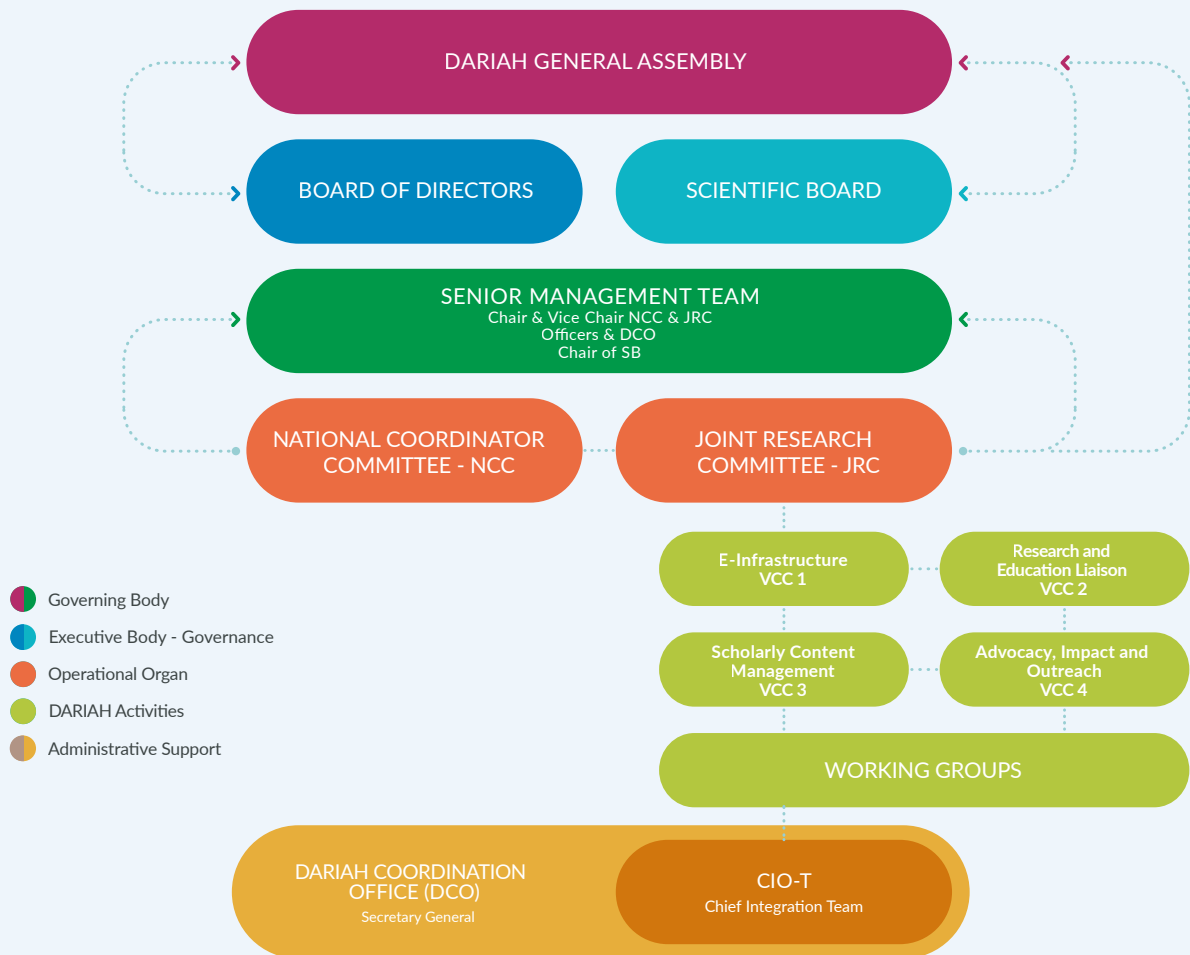 DARIAH GENERAL ASSEMBLY
BOARD OF DIRECTORS
SCIENTIFIC BOARD
SENIOR MANAGEMENT TEAM
Chair & Vice Chair NCC & JRC
Officers & DCO
Chair of SB
NATIONAL COORDINATOR
COMMITTEE - NCC
JOINT RESEARCH
COMMITTEE - JRC
E-Infrastructure
VCC 1
Research and
Education Liaison
VCC 2
Scholarly Content
Management
VCC 3
Advocacy, Impact and
Outreach
VCC 4
WORKING GROUPS
Governing Body
Executive Body - Governance
Operational Organ
DARIAH Activities
Administrative Support
DARIAH COORDINATION
OFFICE (DCO)
Secretary General
CIO-T
Chief Integration Team